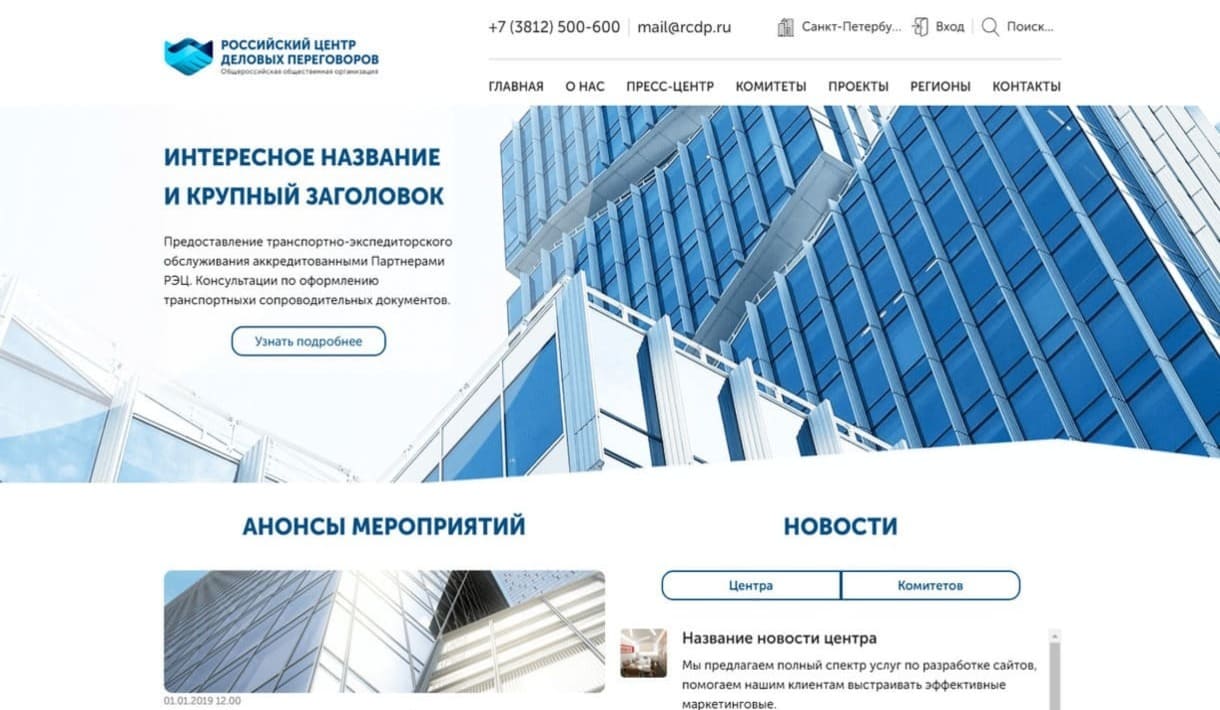 РОССИЙСКИЙ ЦЕНТР
ДЕЛОВЫХ ПЕРЕГОВОРОВ
Общероссийская общественная организация
+7 (3812) 500-600
mail@rcdp.ru
Санкт-Петербу...
Вход
Поиск...
ГЛАВНАЯ О НАС ПРЕСС-ЦЕНТР КОМИТЕТЫ ПРОЕКТЫ РЕГИОНЫ КОНТАКТЫ
ИНТЕРЕСНОЕ НАЗВАНИЕ
И КРУПНЫЙ ЗАГОЛОВОК
Предоставление транспортно-экспедиторского
обслуживания аккредитованными Партнерами
РЭЦ. Консультации по оформлению
транспортныхи сопроводительных документов.
Узнать подробнее
АНОНСЫ МЕРОПРИЯТИЙ
01.01.2019 12.00
НОВОСТИ
Центра
Комитетов
Название новости центра
Мы предлагаем полный спектр услуг по разработке сайтов,
помогаем нашим клиентам выстраивать эффективные
маркетинговые.